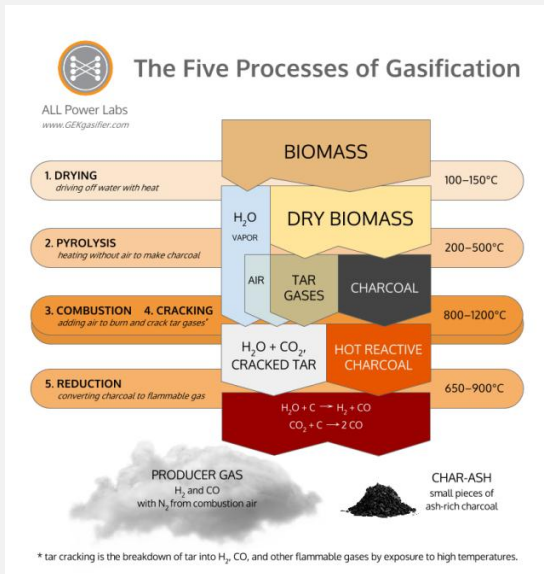 The Five Processes of Gasification
ALL Power Labs
www.GEKgasifier.com
BIOMASS
1. DRYING
driving off water with heat
100–150°C
H₂O
VAPOR
DRY BIOMASS
2. PYROLYSIS
heating without air to make charcoal
200–500°C
AIR
TAR
GASES
CHARCOAL
3. COMBUSTION 4. CRACKING
adding air to burn and crack tar gases*
800–1200°C
H₂O + CO₂,
CRACKED TAR
HOT REACTIVE
CHARCOAL
5. REDUCTION
converting charcoal to flammable gas
650–900°C
H₂O + C → H₂ + CO
CO₂ + C → 2 CO
PRODUCER GAS
H₂ and CO
with N₂ from combustion air
CHAR-ASH
small pieces of
ash-rich charcoal
* tar cracking is the breakdown of tar into H₂, CO, and other flammable gases by exposure to high temperatures.